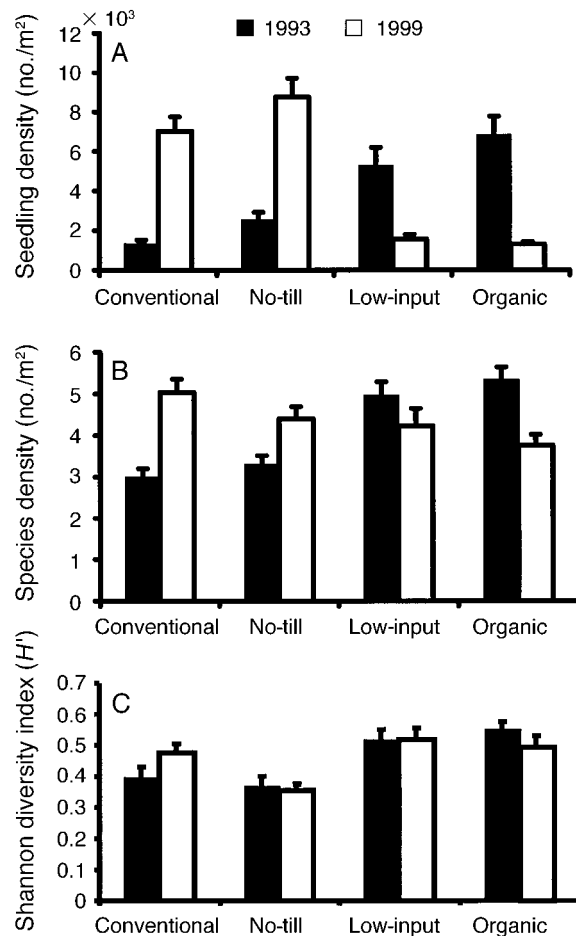 × 10³
12
10
8
6
4
2
0
A
■ 1993 □ 1999
Seedling density (no./m²)
Conventional No-till Low-input Organic
6
5
4
3
2
1
0
B
Species density (no./m²)
Conventional No-till Low-input Organic
0.7
0.6
0.5
0.4
0.3
0.2
0.1
0
C
Shannon diversity index (H')
Conventional No-till Low-input Organic